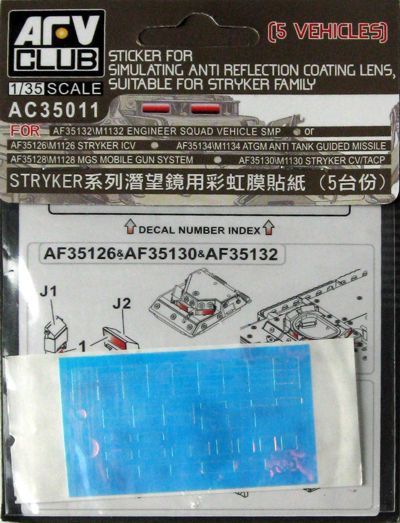 AFV
CLUB
1/35 SCALE
AC35011
(5 VEHICLES)
STICKER FOR
SIMULATING ANTI REFLECTION COATING LENS,
SUITABLE FOR STRYKER FAMILY
FOR AF35132\M1132 ENGINEER SQUAD VEHICLE SMP or
AF35126\M1126 STRYKER ICV AF35134\M1134 ATGM ANTI TANK GUIDED MISSILE
AF35128\M1128 MGS MOBILE GUN SYSTEM AF35130\M1130 STRYKER CV/TACP
STRYKER系列潛望鏡用彩虹膜貼紙 (5台份)
DECAL NUMBER INDEX
AF35126&AF35130&AF35132
J1
J2
1